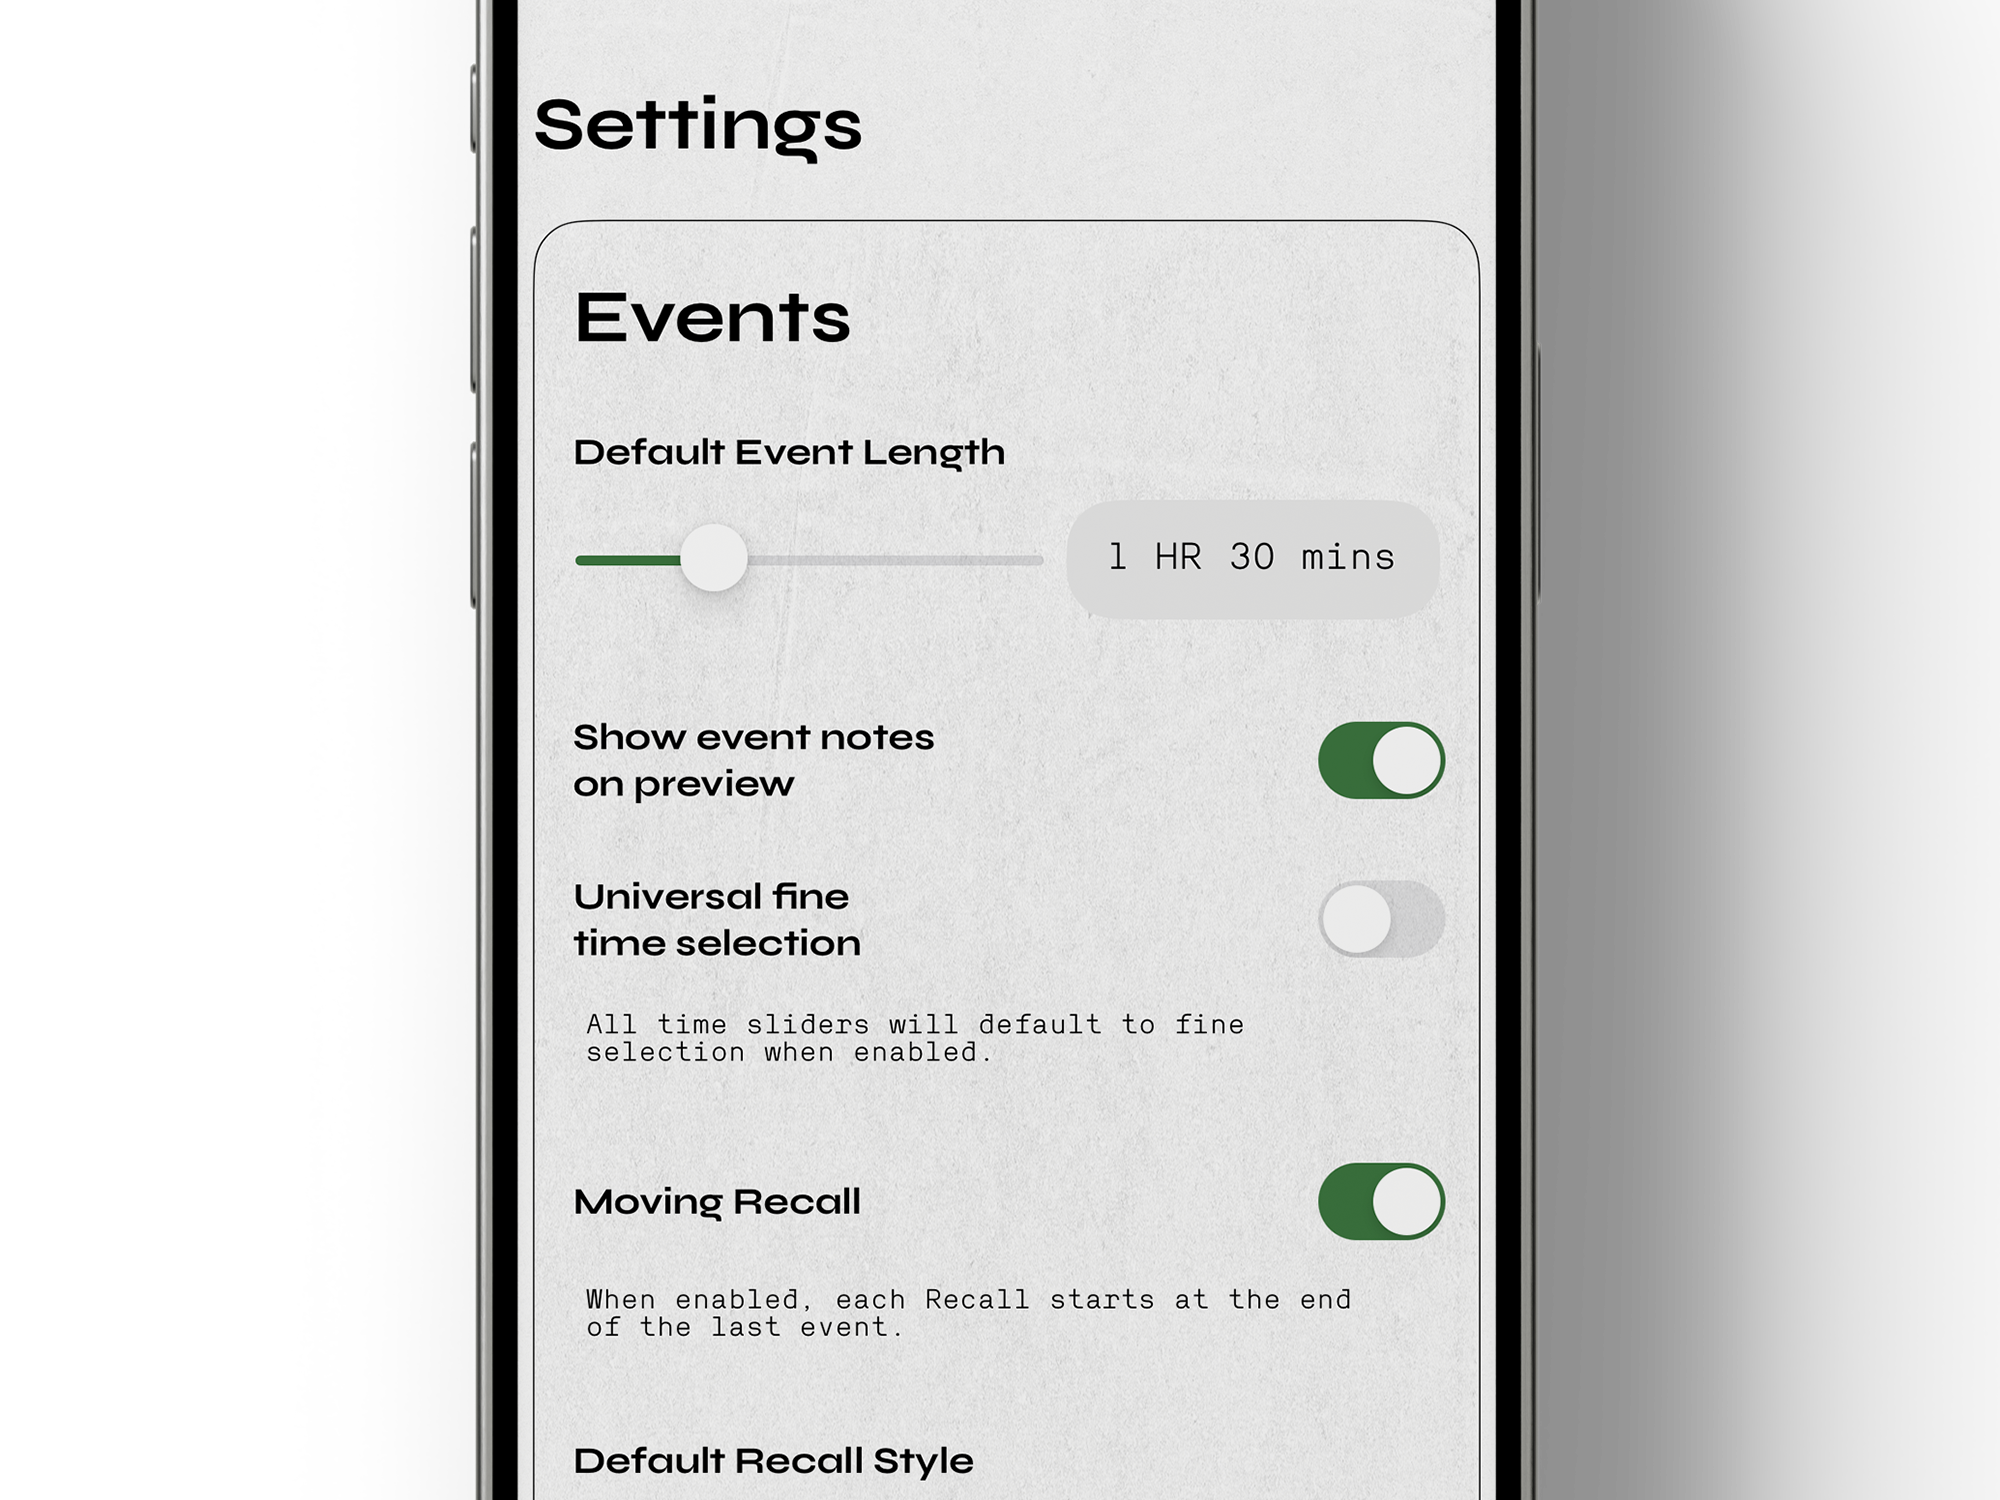 Settings
Events
Default Event Length
1 HR 30 mins
Show event notes
on preview
Universal fine
time selection
All time sliders will default to fine
selection when enabled.
Moving Recall
When enabled, each Recall starts at the end
of the last event.
Default Recall Style